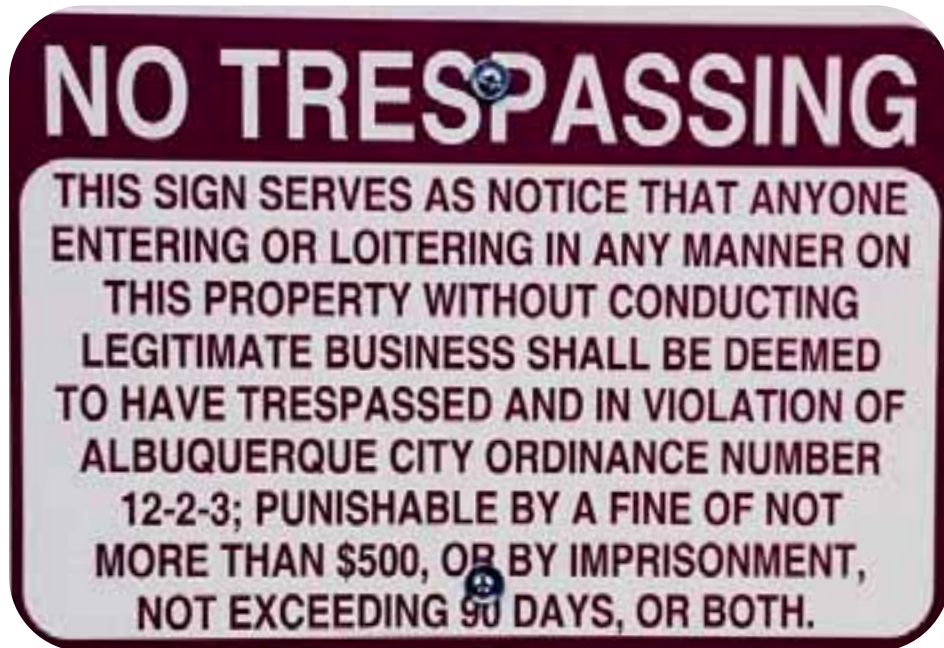 NO TRESPASSING
THIS SIGN SERVES AS NOTICE THAT ANYONE
ENTERING OR LOITERING IN ANY MANNER ON
THIS PROPERTY WITHOUT CONDUCTING
LEGITIMATE BUSINESS SHALL BE DEEMED
TO HAVE TRESPASSED AND IN VIOLATION OF
ALBUQUERQUE CITY ORDINANCE NUMBER
12-2-3; PUNISHABLE BY A FINE OF NOT
MORE THAN $500, OR BY IMPRISONMENT,
NOT EXCEEDING 90 DAYS, OR BOTH.